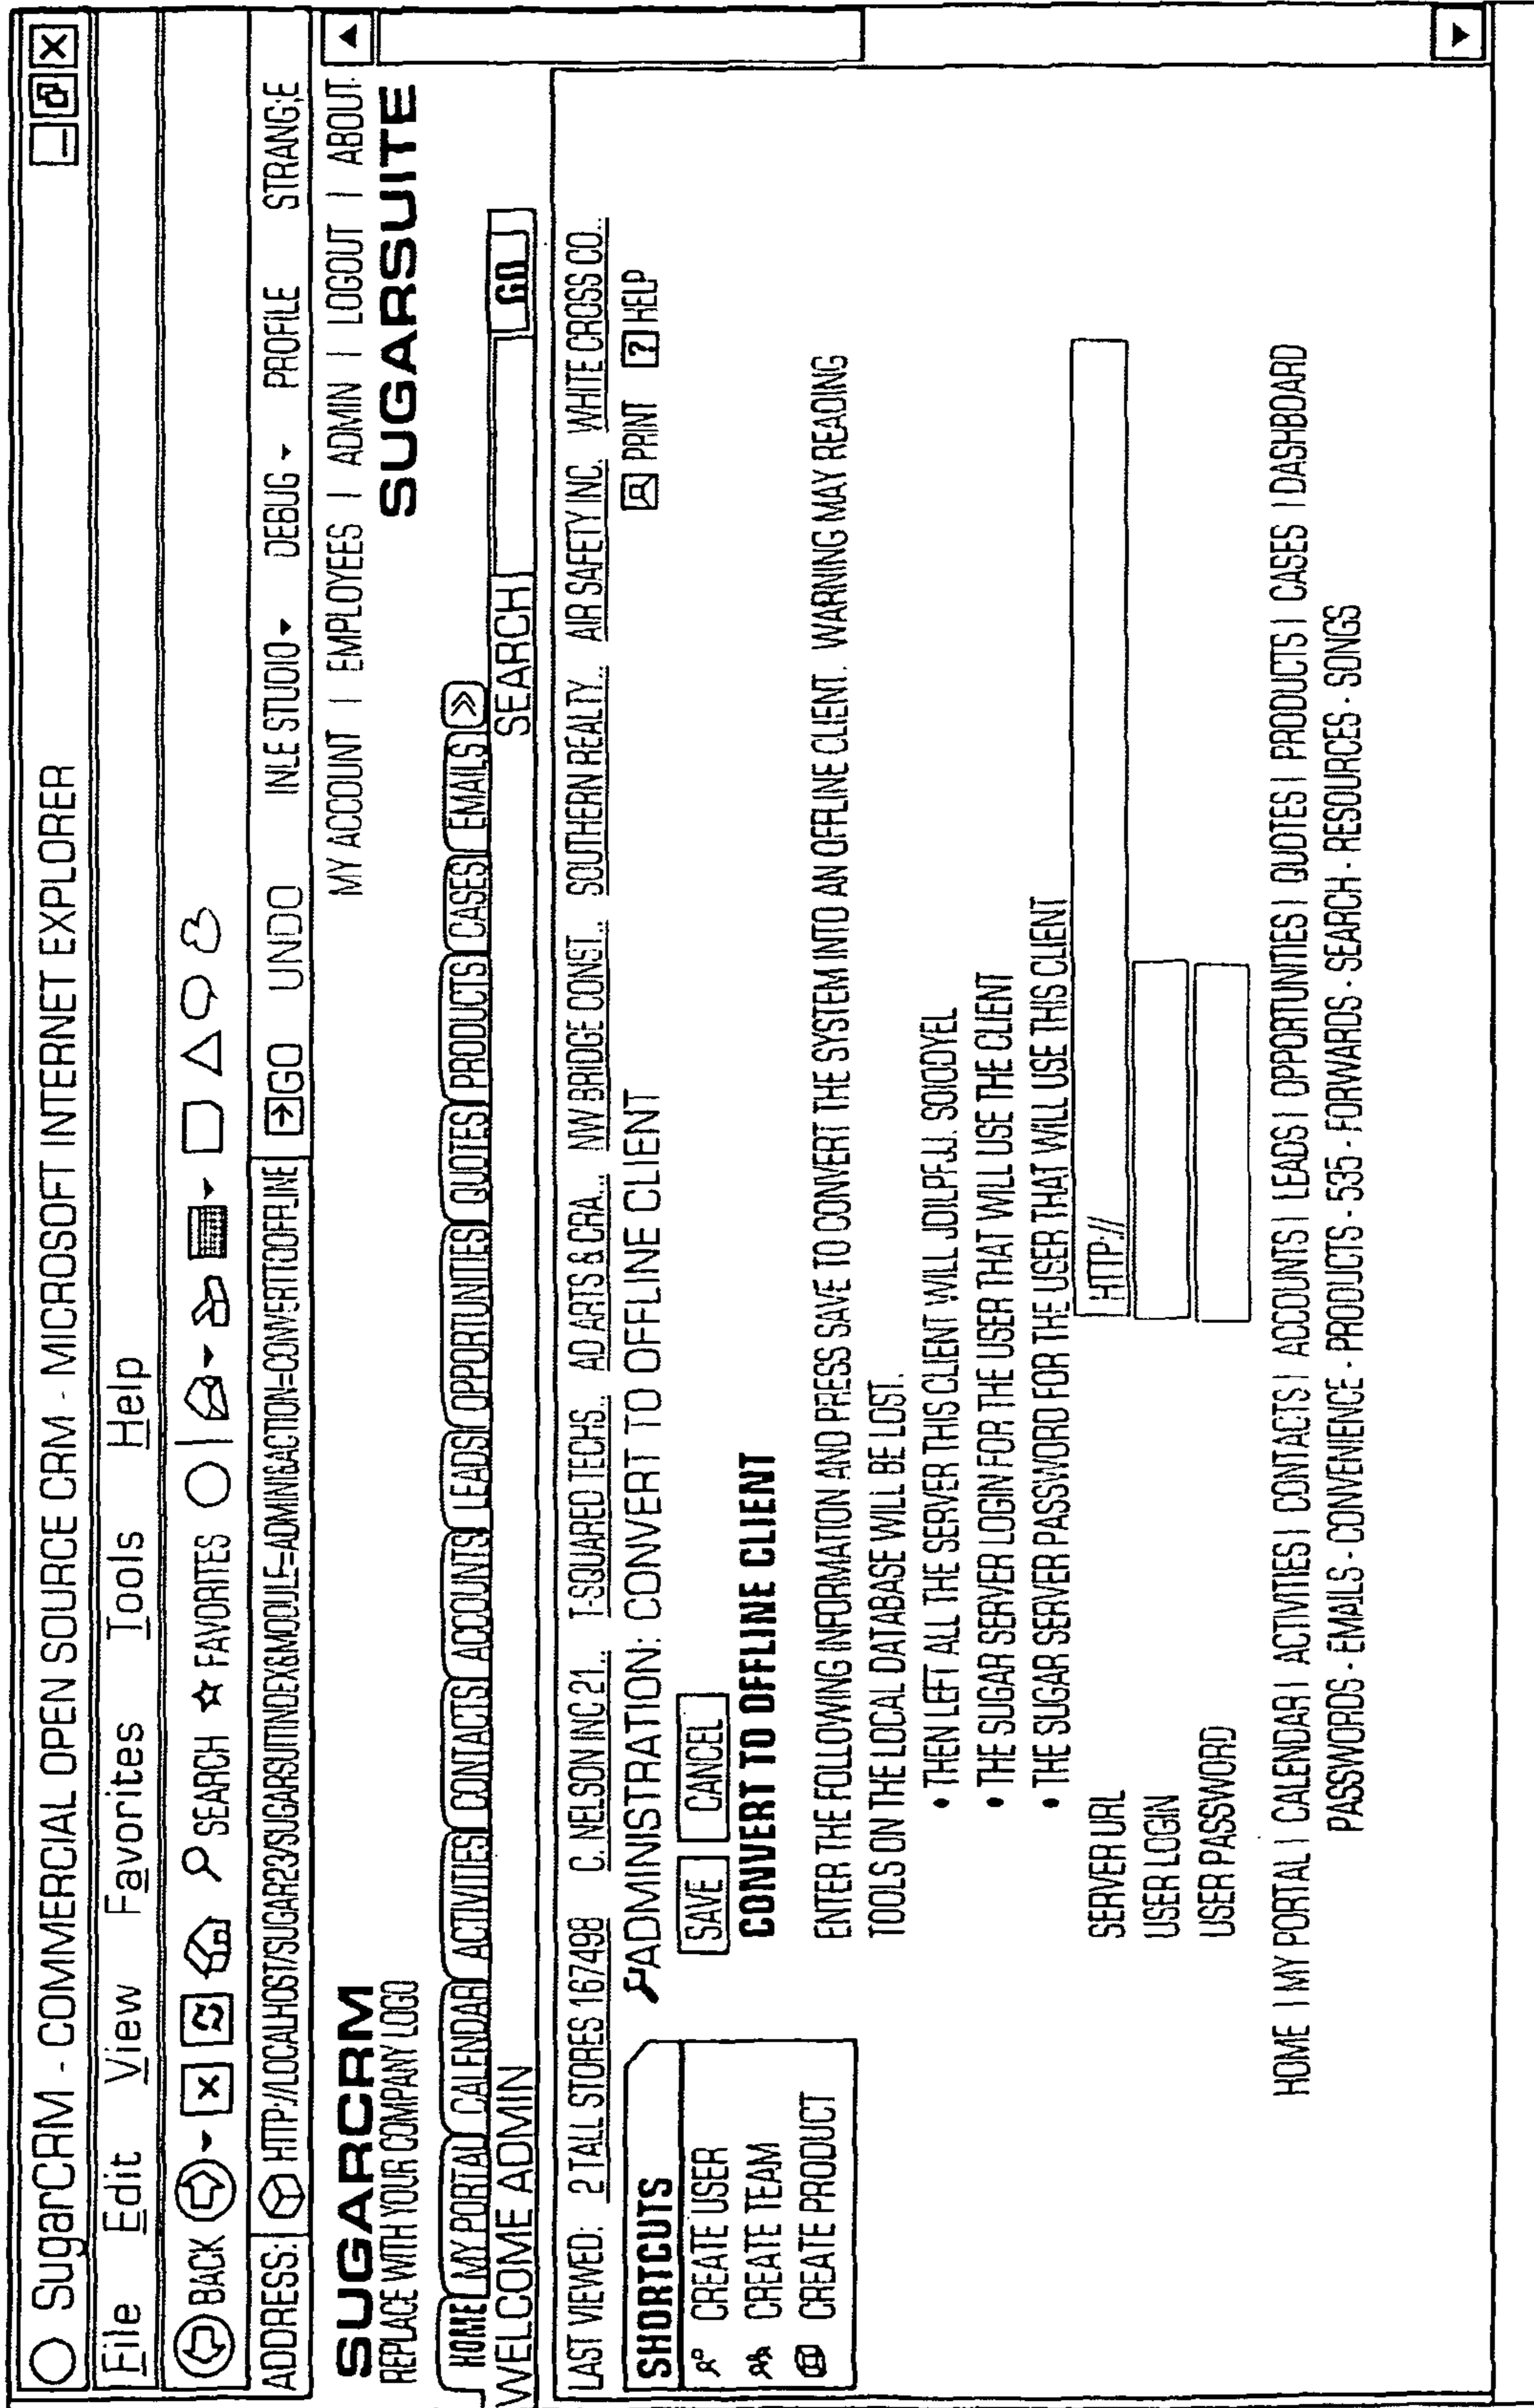 SugarCRM - COMMERCIAL OPEN SOURCE CRM - MICROSOFT INTERNET EXPLORER
File Edit View Favorites Tools Help
BACK SEARCH FAVORITES
ADDRESS: HTTP://LOCALHOST/SUGAR23/SUGARSUITINDEX&MODULE=ADMINI&ACTION=CONVERTTOOFFLINE GO UNDO INLE STUDIO DEBUG PROFILE STRANG;E
MY ACCOUNT | EMPLOYEES | ADMIN | LOGOUT | ABOUT.
SUGARCRM SUGARSUITE
REPLACE WITH YOUR COMPANY LOGO
HOME MY PORTAL CALENDAR ACTIVITIES CONTACTS ACCOUNTS LEADS OPPORTUNITIES QUOTES PRODUCTS CASES EMAILS >>
WELCOME ADMIN SEARCH GO
LAST VIEWED: 2 TALL STORES 167498 C. NELSON INC 21.. T-SQUARED TECHS.. AD ARTS & CRA... NW BRIDGE CONST.. SOUTHERN REALTY.. AIR SAFETY INC. WHITE CROSS CO..
ADMINISTRATION: CONVERT TO OFFLINE CLIENT PRINT ? HELP
SHORTCUTS
CREATE USER
CREATE TEAM
CREATE PRODUCT
SAVE CANCEL
CONVERT TO OFFLINE CLIENT
ENTER THE FOLLOWING INFORMATION AND PRESS SAVE TO CONVERT THE SYSTEM INTO AN OFFLINE CLIENT. WARNING MAY READING
TOOLS ON THE LOCAL DATABASE WILL BE LOST.
• THEN LEFT ALL THE SERVER THIS CLIENT WILL JDILPFJJ. SOIODYEL
• THE SUGAR SERVER LOGIN FOR THE USER THAT WILL USE THE CLIENT
• THE SUGAR SERVER PASSWORD FOR THE USER THAT WILL USE THIS CLIENT
SERVER URL HTTP://
USER LOGIN
USER PASSWORD
HOME | MY PORTAL | CALENDAR | ACTIVITIES | CONTACTS | ACCOUNTS | LEADS | OPPORTUNITIES | QUOTES | PRODUCTS | CASES | DASHBOARD
PASSWORDS - EMAILS - CONVENIENCE - PRODUCTS - 535 - FORWARDS - SEARCH - RESOURCES - SONGS